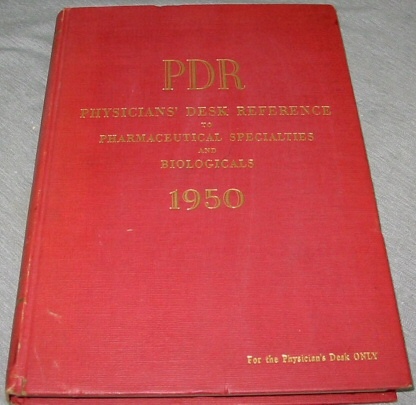 PDR
PHYSICIANS' DESK REFERENCE
TO
PHARMACEUTICAL SPECIALTIES
AND
BIOLOGICALS
1950
For the Physician's Desk ONLY